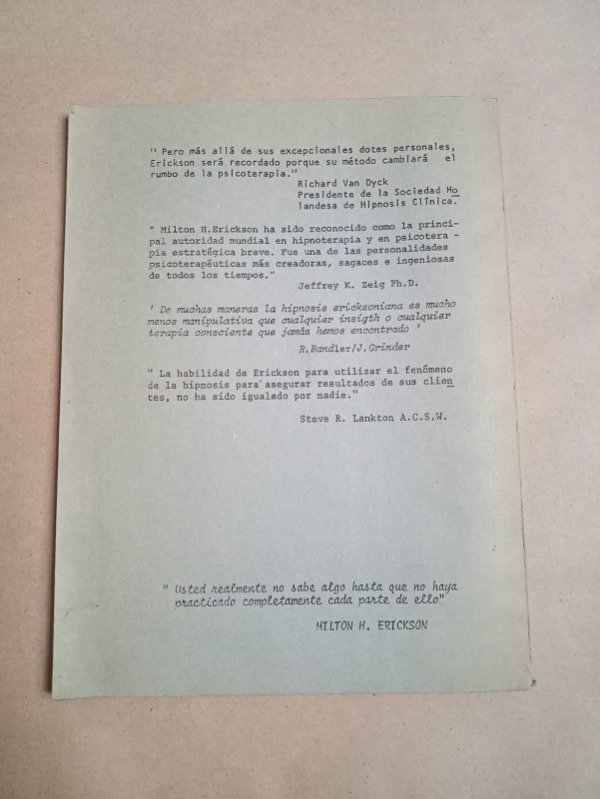 " Pero más allá de sus excepcionales dotes personales,
Erickson será recordado porque su método cambiará el
rumbo de la psicoterapia."
Richard Van Dyck
Presidente de la Sociedad Ho
landesa de Hipnosis Clínica.
" Milton H.Erickson ha sido reconocido como la princi-
pal autoridad mundial en hipnoterapia y en psicotera -
pia estratégica breve. Fue una de las personalidades
psicoterapéuticas más creadoras, sagaces e ingeniosas
de todos los tiempos."
Jeffrey K. Zeig Ph.D.
' De muchas maneras la hipnosis ericksoniana es mucho
menos manipulativa que cualquier insigth o cualquier
terapia consciente que jamás hemos encontrado '
R.Bandler/J.Grinder
" La habilidad de Erickson para utilizar el fenómeno
de la hipnosis para asegurar resultados de sus clien
tes, no ha sido igualado por nadie."
Steve R. Lankton A.C.S.W.
" Usted realmente no sabe algo hasta que no haya
practicado completamente cada parte de ello"
MILTON H. ERICKSON